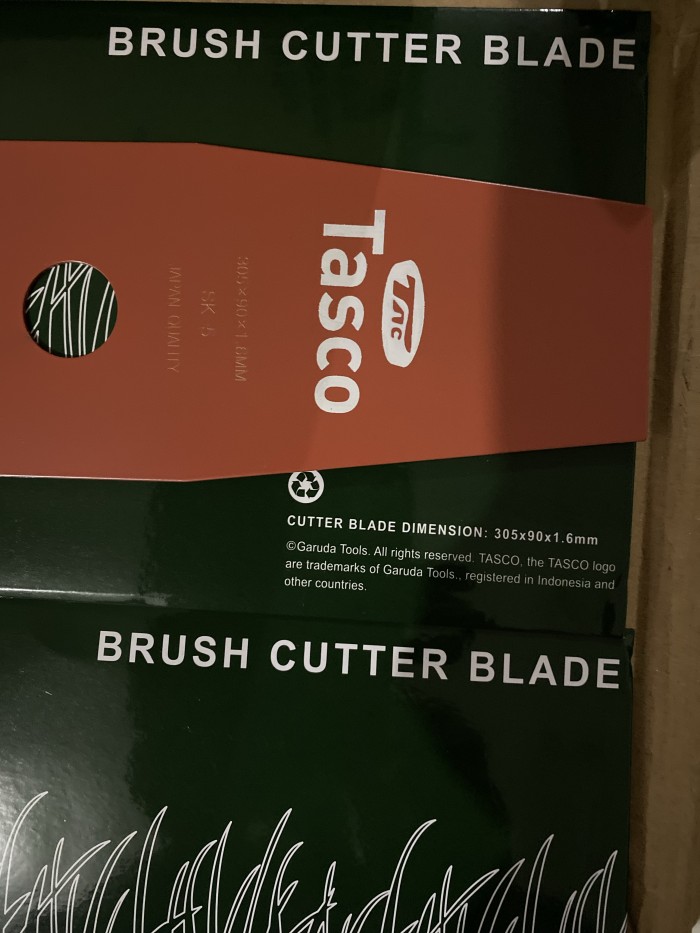 BRUSH CUTTER BLADE
TAC
Tasco
305×90×1.6MM
SK 5
JAPAN QUALITY
CUTTER BLADE DIMENSION: 305x90x1.6mm
©Garuda Tools. All rights reserved. TASCO, the TASCO logo
are trademarks of Garuda Tools., registered in Indonesia and
other countries.
BRUSH CUTTER BLADE